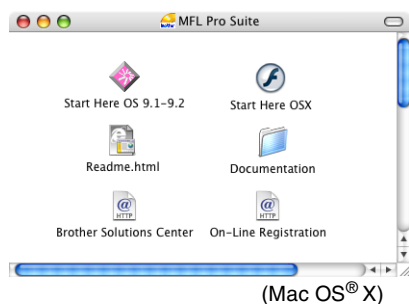 MFL Pro Suite
Start Here OS 9.1-9.2
Start Here OSX
Readme.html
Documentation
@
HTTP
@
HTTP
Brother Solutions Center
On-Line Registration
(Mac OS® X)